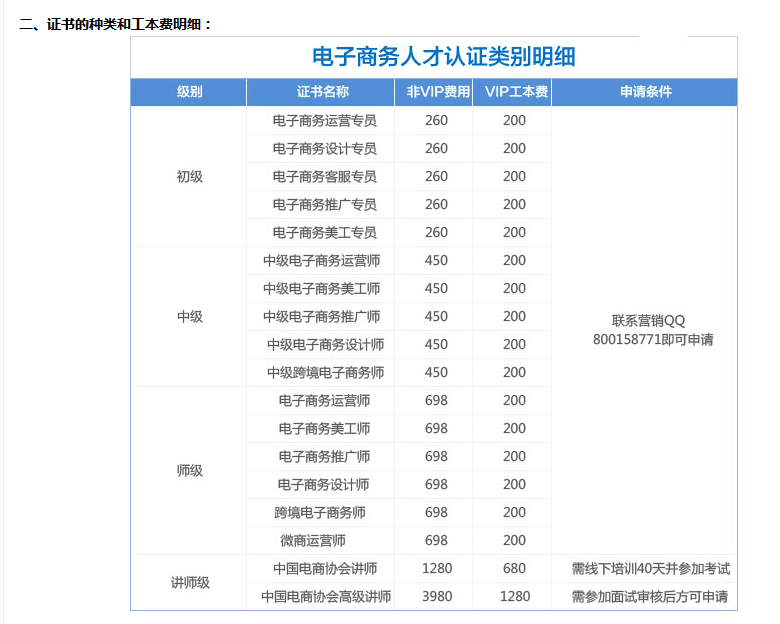 二、证书的种类和工本费明细：
电子商务人才认证类别明细
级别 证书名称 非VIP费用 VIP工本费 申请条件
初级
电子商务运营专员 260 200
电子商务设计专员 260 200
电子商务客服专员 260 200
电子商务推广专员 260 200
电子商务美工专员 260 200
中级
中级电子商务运营师 450 200
中级电子商务美工师 450 200
中级电子商务推广师 450 200
中级电子商务设计师 450 200
中级跨境电子商务师 450 200
联系营销QQ
800158771即可申请
师级
电子商务运营师 698 200
电子商务美工师 698 200
电子商务推广师 698 200
电子商务设计师 698 200
跨境电子商务师 698 200
微商运营师 698 200
讲师级
中国电商协会讲师 1280 680 需线下培训40天并参加考试
中国电商协会高级讲师 3980 1280 需参加面试审核后方可申请